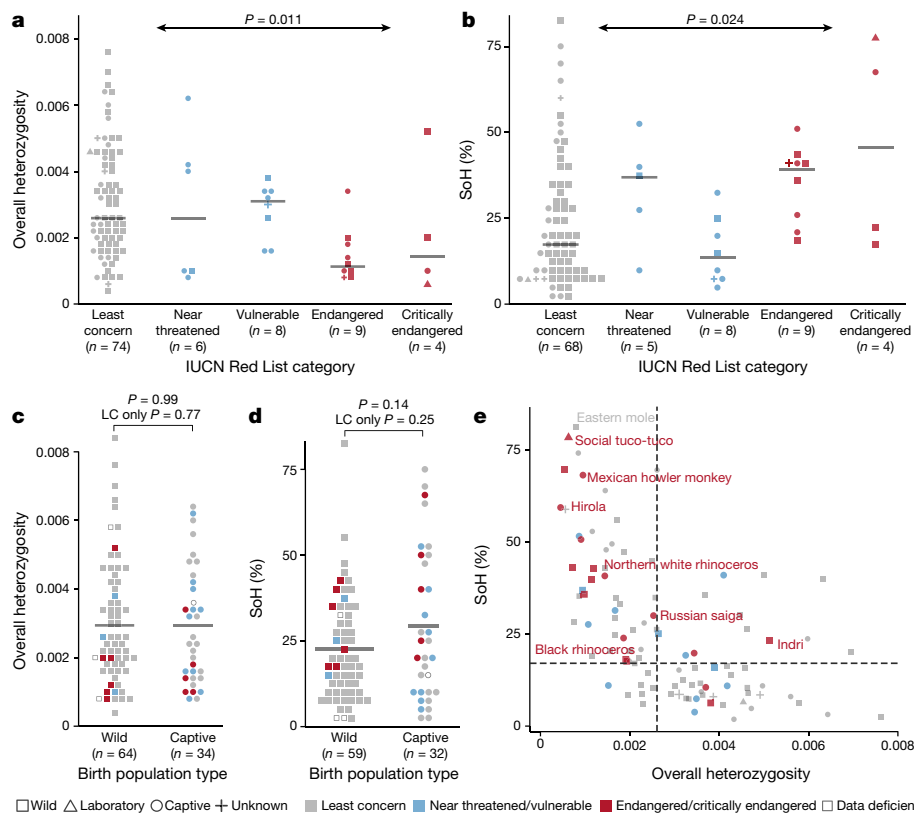 a
P = 0.011
0.008
0.006
0.004
0.002
0
Overall heterozygosity
Least concern (n = 74)
Near threatened (n = 6)
Vulnerable (n = 8)
Endangered (n = 9)
Critically endangered (n = 4)
IUCN Red List category
b
P = 0.024
75
50
25
0
SoH (%)
Least concern (n = 68)
Near threatened (n = 5)
Vulnerable (n = 8)
Endangered (n = 9)
Critically endangered (n = 4)
IUCN Red List category
c
P = 0.99
LC only P = 0.77
0.008
0.006
0.004
0.002
0
Overall heterozygosity
Wild (n = 64)
Captive (n = 34)
Birth population type
d
P = 0.14
LC only P = 0.25
75
50
25
0
SoH (%)
Wild (n = 59)
Captive (n = 32)
Birth population type
e
Eastern mole
Social tuco-tuco
Mexican howler monkey
Hirola
Northern white rhinoceros
Russian saiga
Black rhinoceros
Indri
75
50
25
0
SoH (%)
0
0.002
0.004
0.006
0.008
Overall heterozygosity
Wild Laboratory Captive Unknown Least concern Near threatened/vulnerable Endangered/critically endangered Data deficien